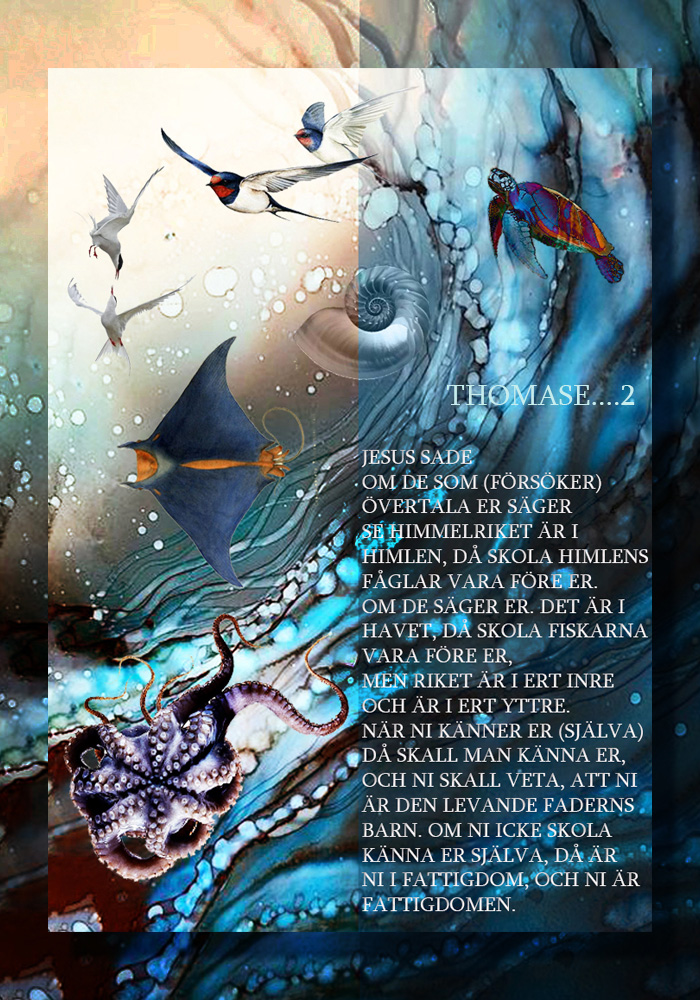 THOMASE....2
JESUS SADE
OM DE SOM (FÖRSÖKER)
ÖVERTALA ER SÄGER
SE HIMMELRIKET ÄR I
HIMLEN, DÅ SKOLA HIMLENS
FÅGLAR VARA FÖRE ER.
OM DE SÄGER ER. DET ÄR I
HAVET, DÅ SKOLA FISKARNA
VARA FÖRE ER,
MEN RIKET ÄR I ERT INRE
OCH ÄR I ERT YTTRE.
NÄR NI KÄNNER ER (SJÄLVA)
DÅ SKALL MAN KÄNNA ER,
OCH NI SKALL VETA, ATT NI
ÄR DEN LEVANDE FADERNS
BARN. OM NI ICKE SKOLA
KÄNNA ER SJÄLVA, DÅ ÄR
NI I FATTIGDOM, OCH NI ÄR
FATTIGDOMEN.